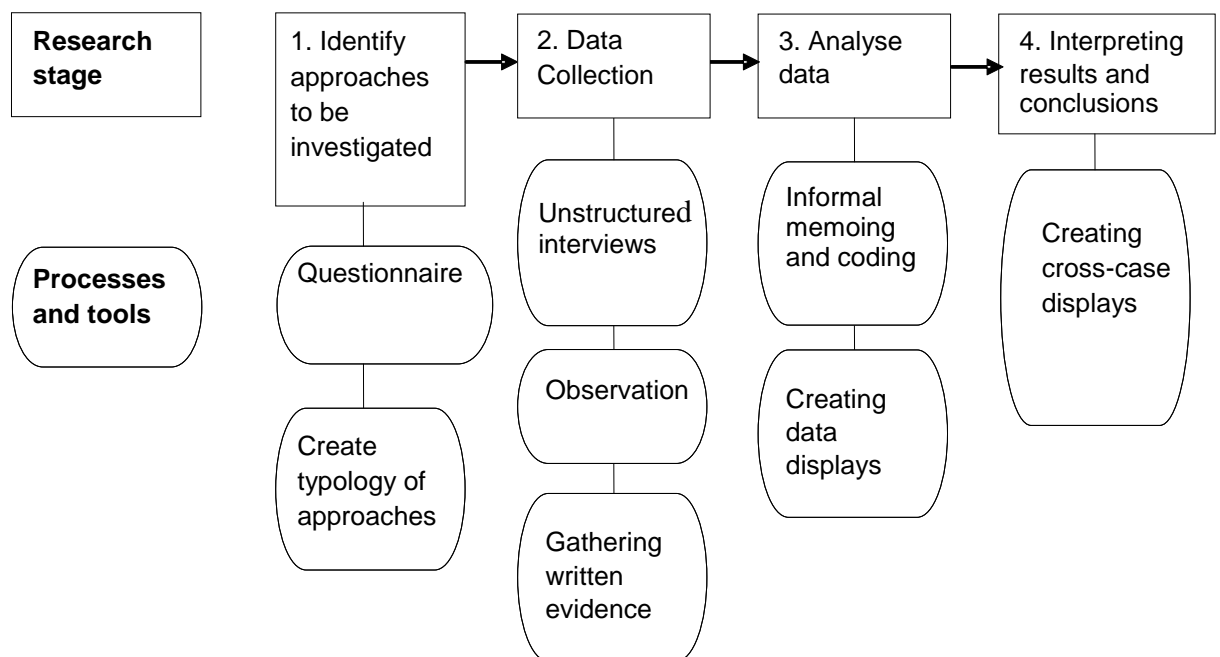 Research
stage
1. Identify
approaches
to be
investigated
2. Data
Collection
3. Analyse
data
4. Interpreting
results and
conclusions
Processes
and tools
Questionnaire
Create
typology of
approaches
Unstructured
interviews
Observation
Gathering
written
evidence
Informal
memoing
and coding
Creating
data
displays
Creating
cross-case
displays